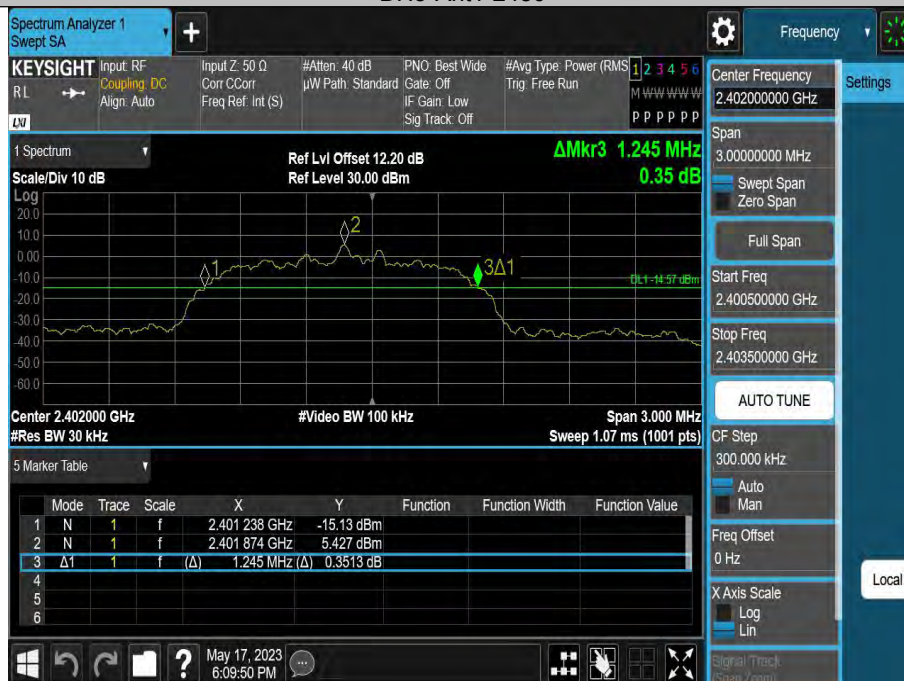 Spectrum Analyzer 1
Swept SA
Frequency
KEYSIGHT
RL
LXI
Input: RF
Coupling: DC
Align: Auto
Input Z: 50 Ω
Corr CCorr
Freq Ref: Int (S)
#Atten: 40 dB
µW Path: Standard
PNO: Best Wide
Gate: Off
IF Gain: Low
Sig Track: Off
#Avg Type: Power (RMS
Trig: Free Run
1 2 3 4 5 6
M W W W W W
P P P P P P
Center Frequency
2.402000000 GHz
Settings
Span
3.00000000 MHz
Swept Span
Zero Span
Full Span
Start Freq
2.400500000 GHz
Stop Freq
2.403500000 GHz
AUTO TUNE
CF Step
300.000 kHz
Auto
Man
Freq Offset
0 Hz
X Axis Scale
Log
Lin
Signal Track
(Span Zoom)
Local
1 Spectrum
Scale/Div 10 dB
Ref Lvl Offset 12.20 dB
Ref Level 30.00 dBm
ΔMkr3 1.245 MHz
0.35 dB
Log
20.0
10.0
0.00
-10.0
-20.0
-30.0
-40.0
-50.0
-60.0
1
2
3Δ1
DL1 -14.57 dBm
Center 2.402000 GHz
#Video BW 100 kHz
Span 3.000 MHz
#Res BW 30 kHz
Sweep 1.07 ms (1001 pts)
5 Marker Table
Mode Trace Scale X Y Function Function Width Function Value
1 N 1 f 2.401 238 GHz -15.13 dBm
2 N 1 f 2.401 874 GHz 5.427 dBm
3 Δ1 1 f (Δ) 1.245 MHz (Δ) 0.3513 dB
4
5
6
May 17, 2023
6:09:50 PM